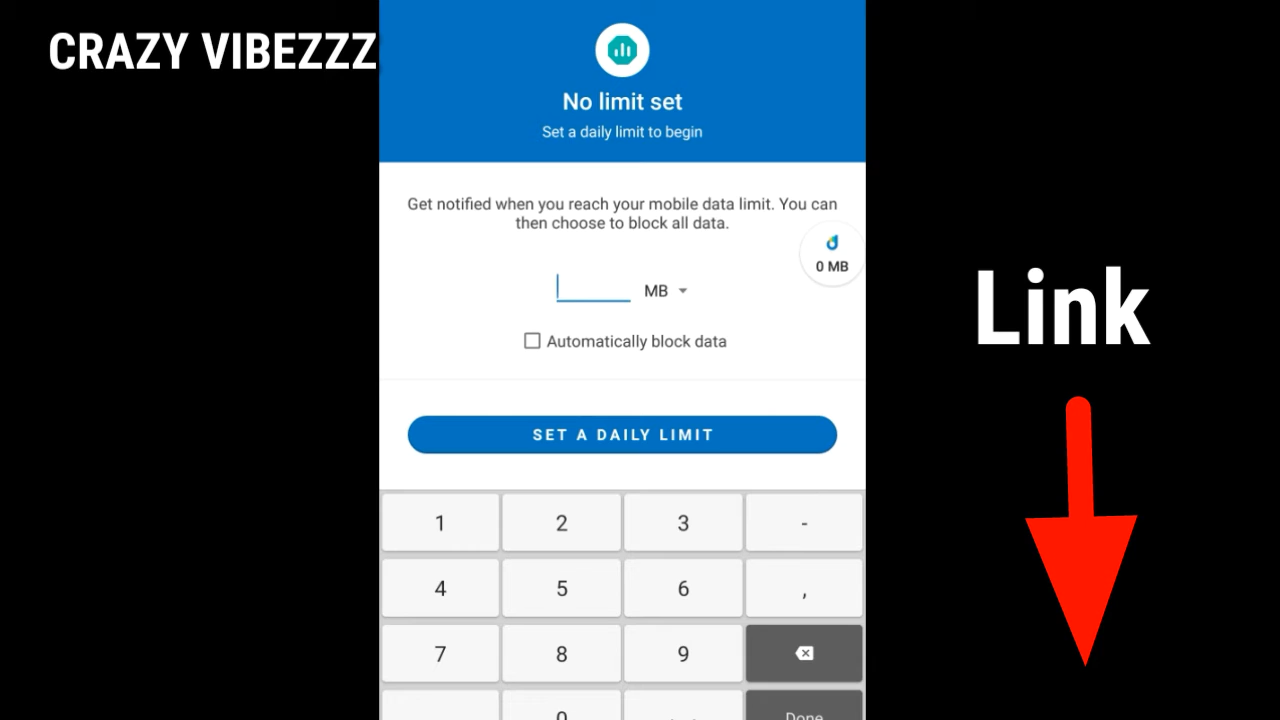 CRAZY VIBEZZZ
No limit set
Set a daily limit to begin
Get notified when you reach your mobile data limit. You can
then choose to block all data.
0 MB
MB
Automatically block data
Link
SET A DAILY LIMIT
1 2 3 -
4 5 6 ,
7 8 9
0 Done